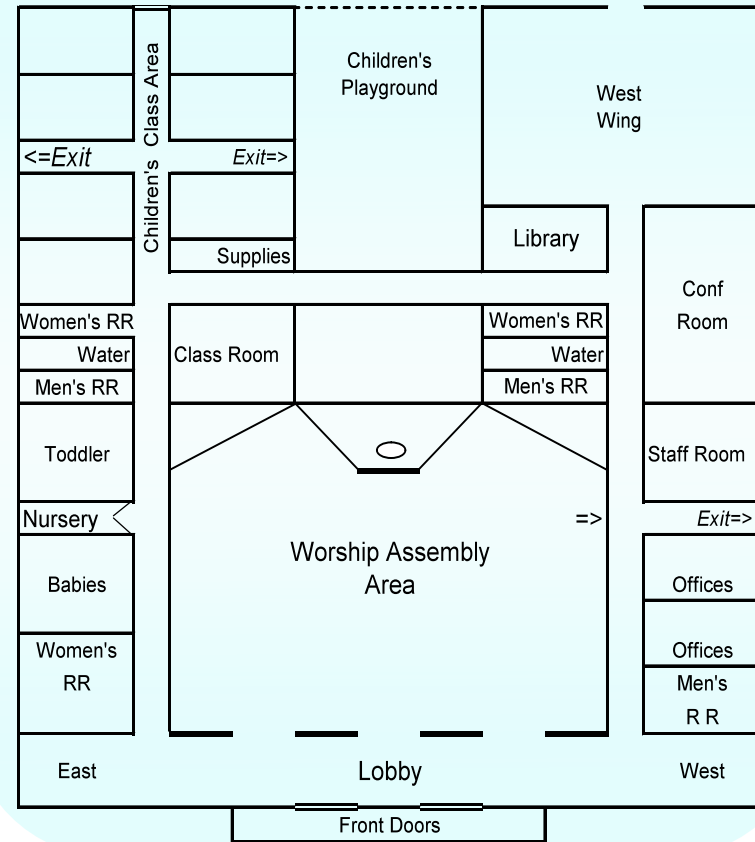 Children's
Playground
West
Wing
Children's Class Area
<=Exit
Exit=>
Supplies
Library
Conf
Room
Women's RR
Water
Men's RR
Class Room
Women's RR
Water
Men's RR
Toddler
Staff Room
Nursery
=>
Exit=>
Worship Assembly
Area
Babies
Offices
Women's
RR
Offices
Men's
R R
East
Lobby
West
Front Doors